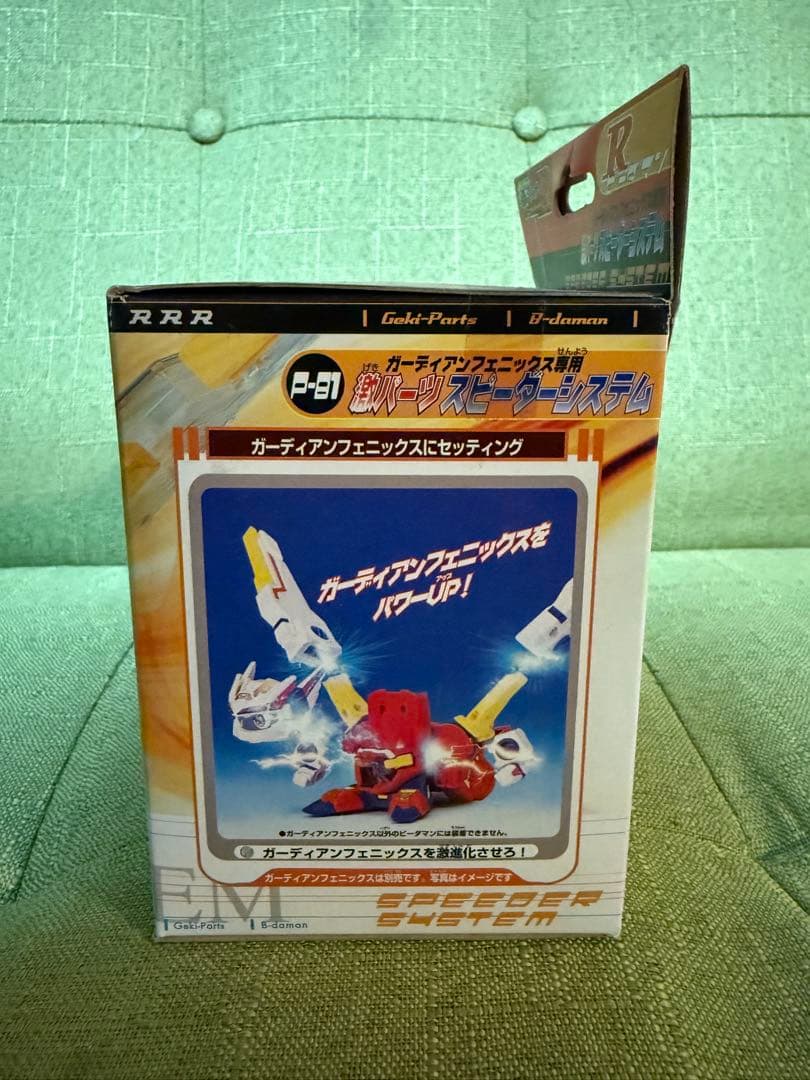 R
RRR
Geki-Parts
B-daman
せんよう
ガーディアンフェニックス専用
P-81
げき
激パーツ スピーダーシステム
ガーディアンフェニックスにセッティング
ガーディアンフェニックスを
アップ
パワーUP!
●ガーディアンフェニックス以外のビーダマンには装着できません。
ガーディアンフェニックスを激進化させろ!
ガーディアンフェニックスは別売です。写真はイメージです
EM
SPEEDER
SYSTEM
Geki-Parts
B-daman